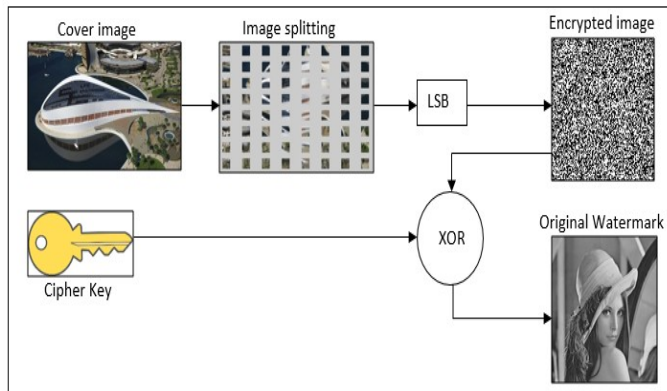 Cover image
Image splitting
Encrypted image
LSB
XOR
Original Watermark
Cipher Key